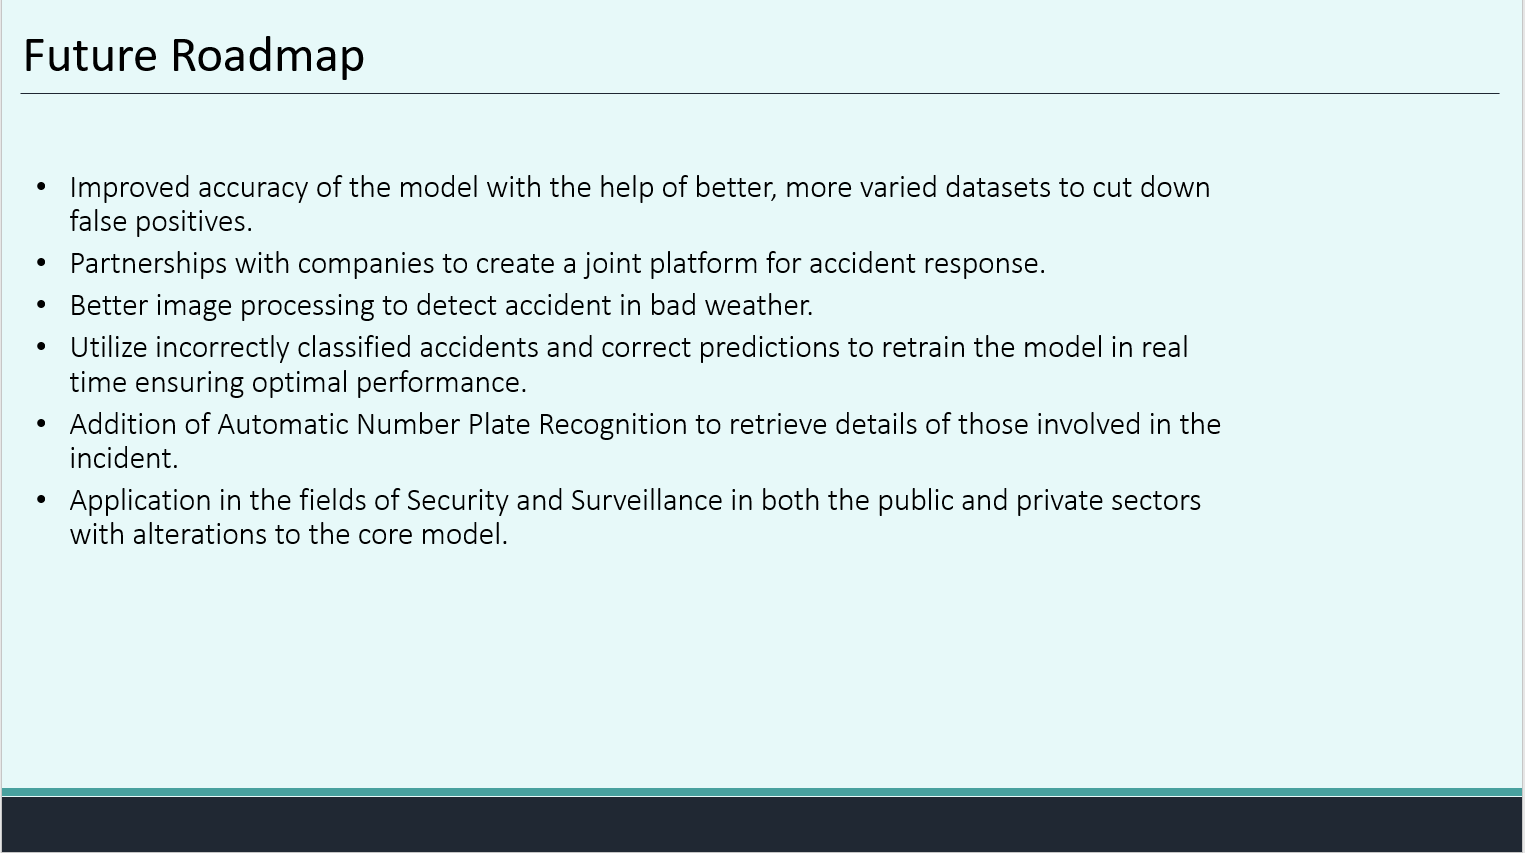 Future Roadmap
• Improved accuracy of the model with the help of better, more varied datasets to cut down
false positives.
• Partnerships with companies to create a joint platform for accident response.
• Better image processing to detect accident in bad weather.
• Utilize incorrectly classified accidents and correct predictions to retrain the model in real
time ensuring optimal performance.
• Addition of Automatic Number Plate Recognition to retrieve details of those involved in the
incident.
• Application in the fields of Security and Surveillance in both the public and private sectors
with alterations to the core model.